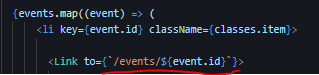 {events.map((event) => (
<li key={event.id} className={classes.item}>
<Link to={`/events/${event.id}`}>